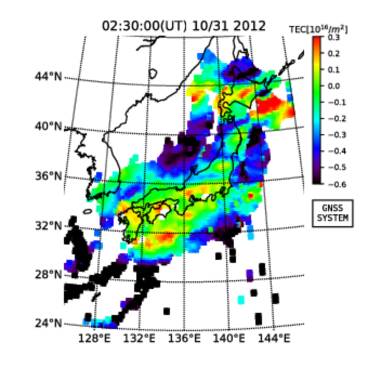 02:30:00(UT) 10/31 2012
TEC[10¹⁶/m²]
0.3
0.2
0.1
0.0
−0.1
−0.2
−0.3
−0.4
−0.5
−0.6
GNSS
SYSTEM
44°N
40°N
36°N
32°N
28°N
24°N
128°E 132°E 136°E 140°E 144°E